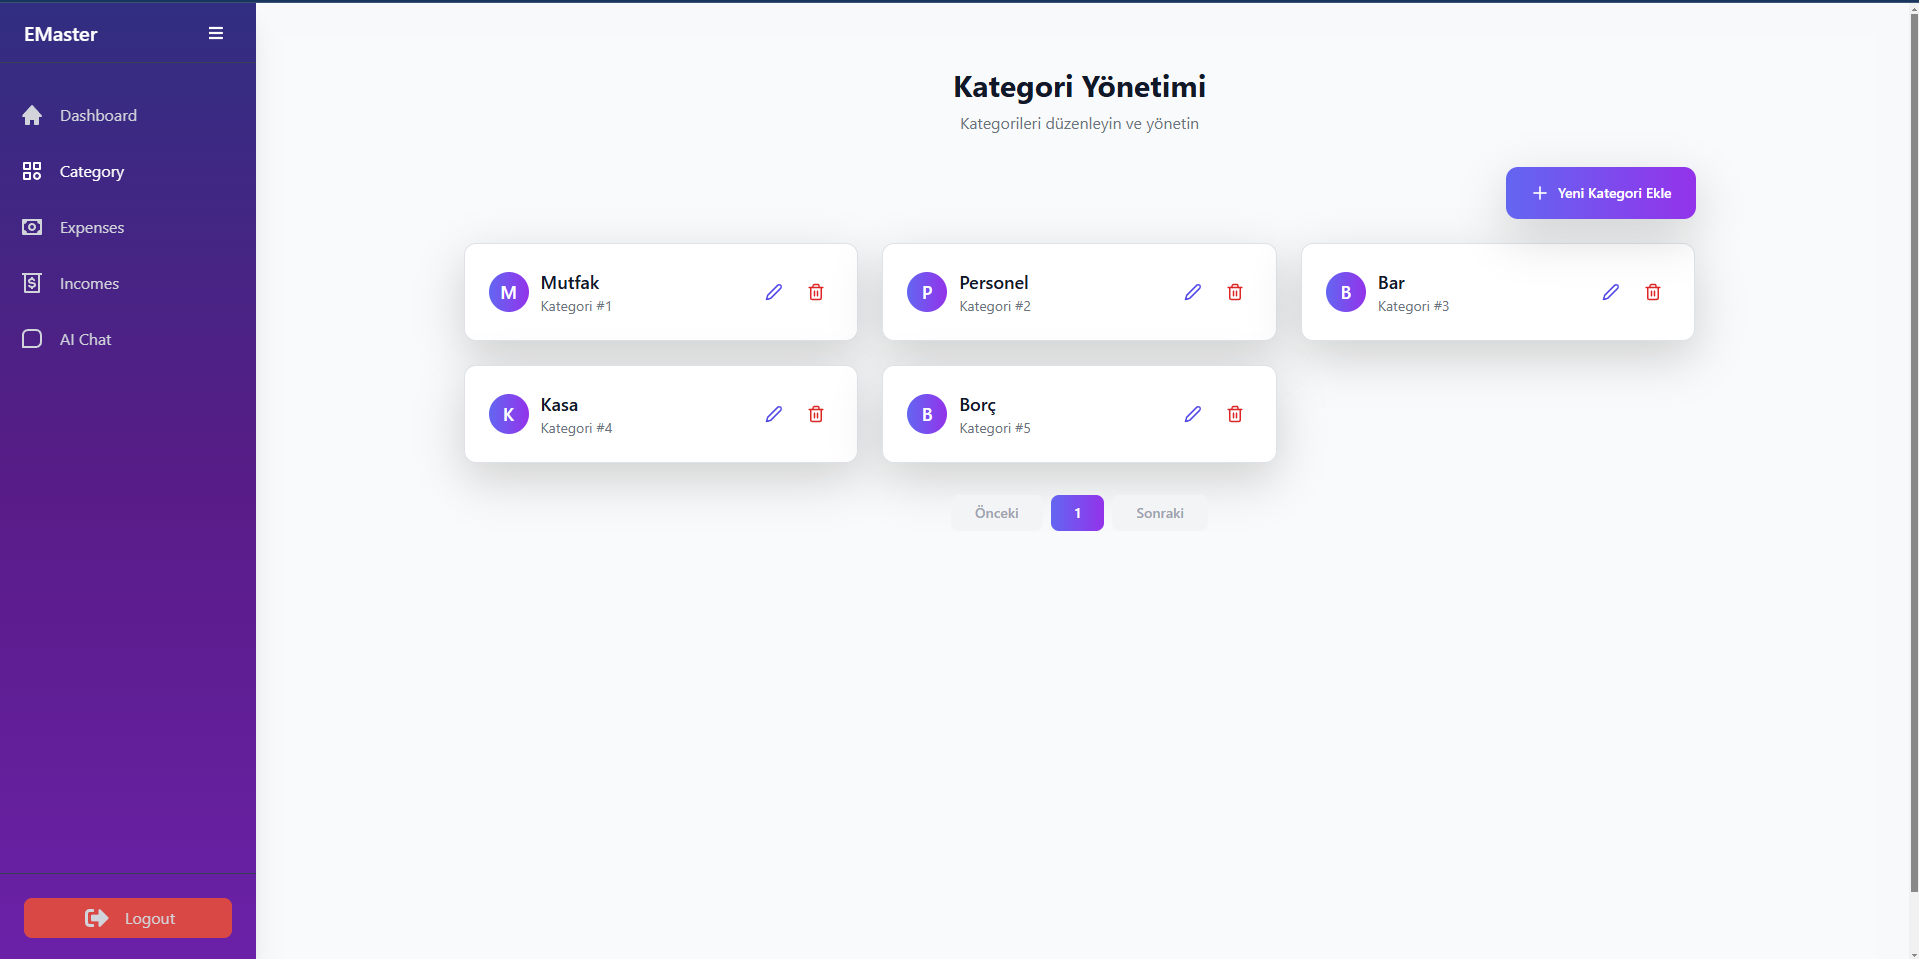 EMaster
Dashboard
Category
Expenses
Incomes
AI Chat
Logout
Kategori Yönetimi
Kategorileri düzenleyin ve yönetin
Yeni Kategori Ekle
M
Mutfak
Kategori #1
P
Personel
Kategori #2
B
Bar
Kategori #3
K
Kasa
Kategori #4
B
Borç
Kategori #5
Önceki
1
Sonraki